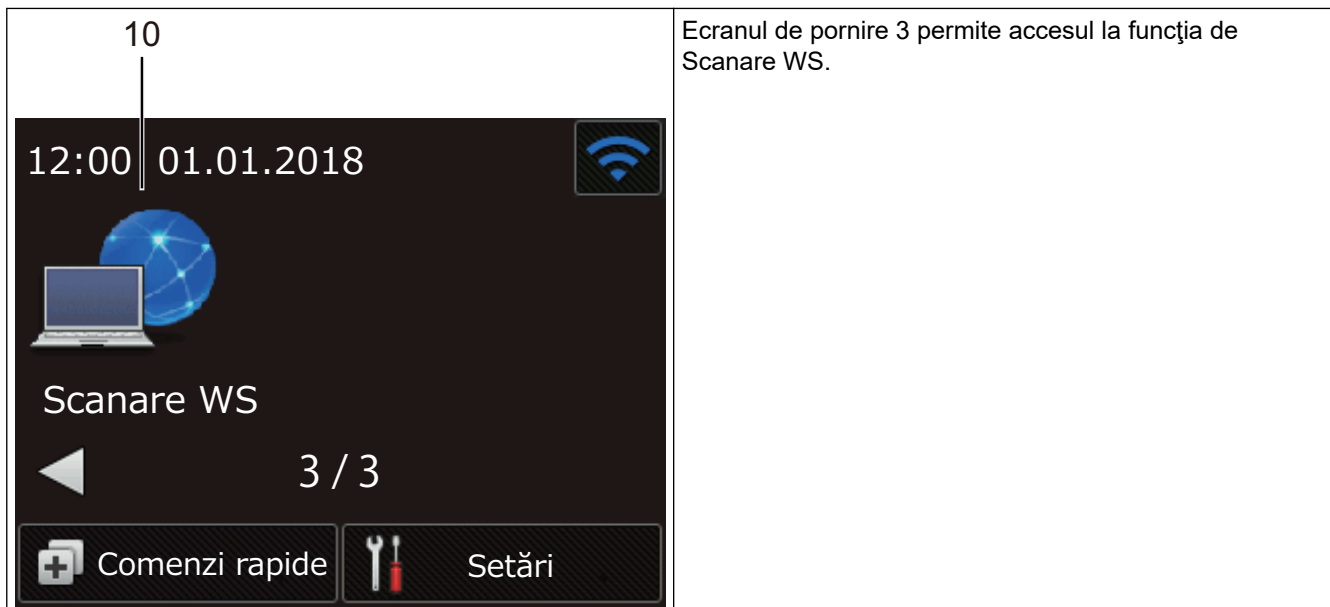 10
Ecranul de pornire 3 permite accesul la funcţia de
Scanare WS.
12:00 01.01.2018
Scanare WS
3 / 3
Comenzi rapide
Setări